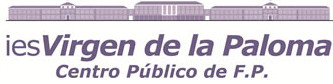 iesVirgen de la Paloma
Centro Público de F.P.